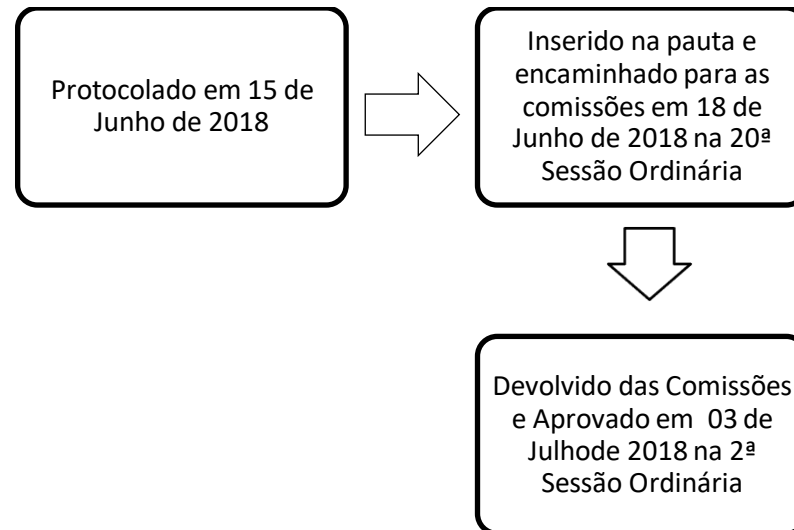 Protocolado em 15 de
Junho de 2018
Inserido na pauta e
encaminhado para as
comissões em 18 de
Junho de 2018 na 20ª
Sessão Ordinária
Devolvido das Comissões
e Aprovado em 03 de
Julhode 2018 na 2ª
Sessão Ordinária